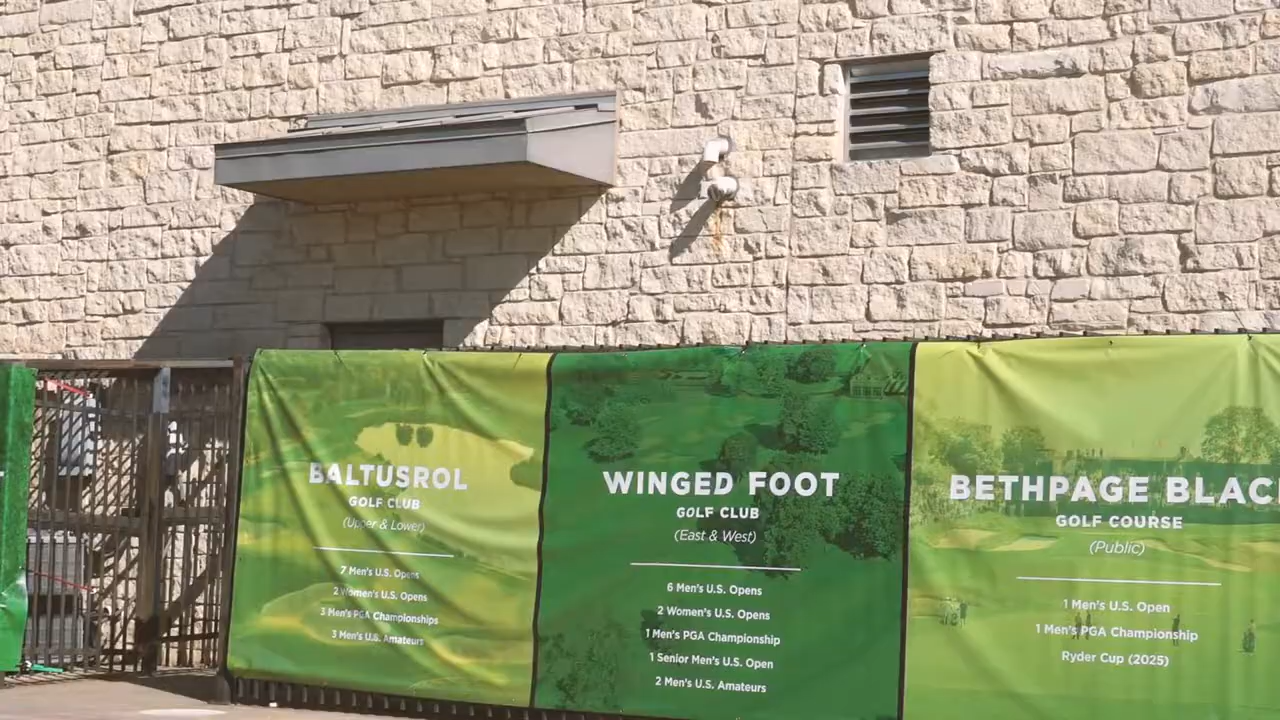 BALTUSROL
GOLF CLUB
(Upper & Lower)
7 Men's U.S. Opens
2 Women's U.S. Opens
3 Men's PGA Championships
3 Men's U.S. Amateurs
WINGED FOOT
GOLF CLUB
(East & West)
6 Men's U.S. Opens
2 Women's U.S. Opens
1 Men's PGA Championship
1 Senior Men's U.S. Open
2 Men's U.S. Amateurs
BETHPAGE BLAC
GOLF COURSE
(Public)
1 Men's U.S. Open
1 Men's PGA Championship
Ryder Cup (2025)